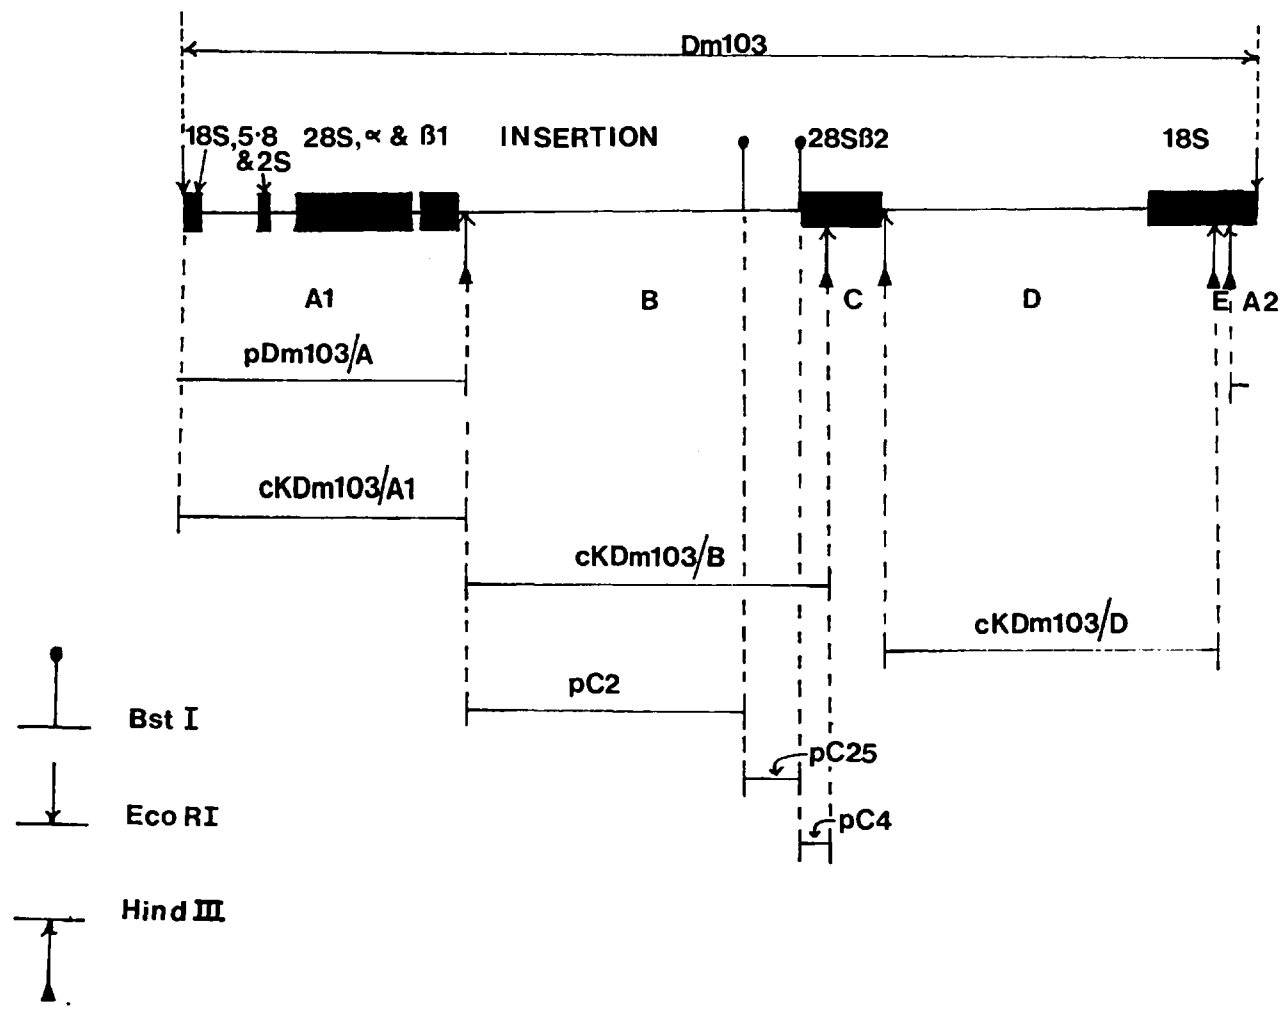 Dm103
18S, 5·8 28S, ∝ & ß1 INSERTION 28Sß2 18S
& 2S
A1 B C D E A2
pDm103/A
cKDm103/A1
cKDm103/B
cKDm103/D
pC2
Bst I
pC25
Eco RI
pC4
Hind III